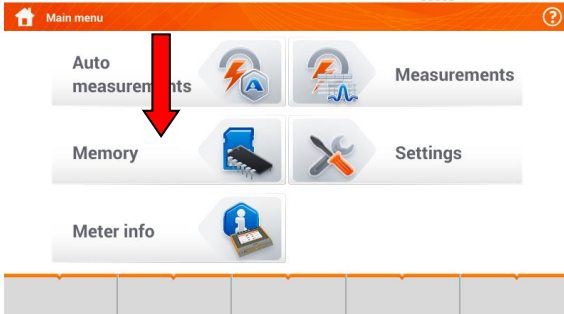 Main menu
Auto
measurements
Measurements
Memory
Settings
Meter info